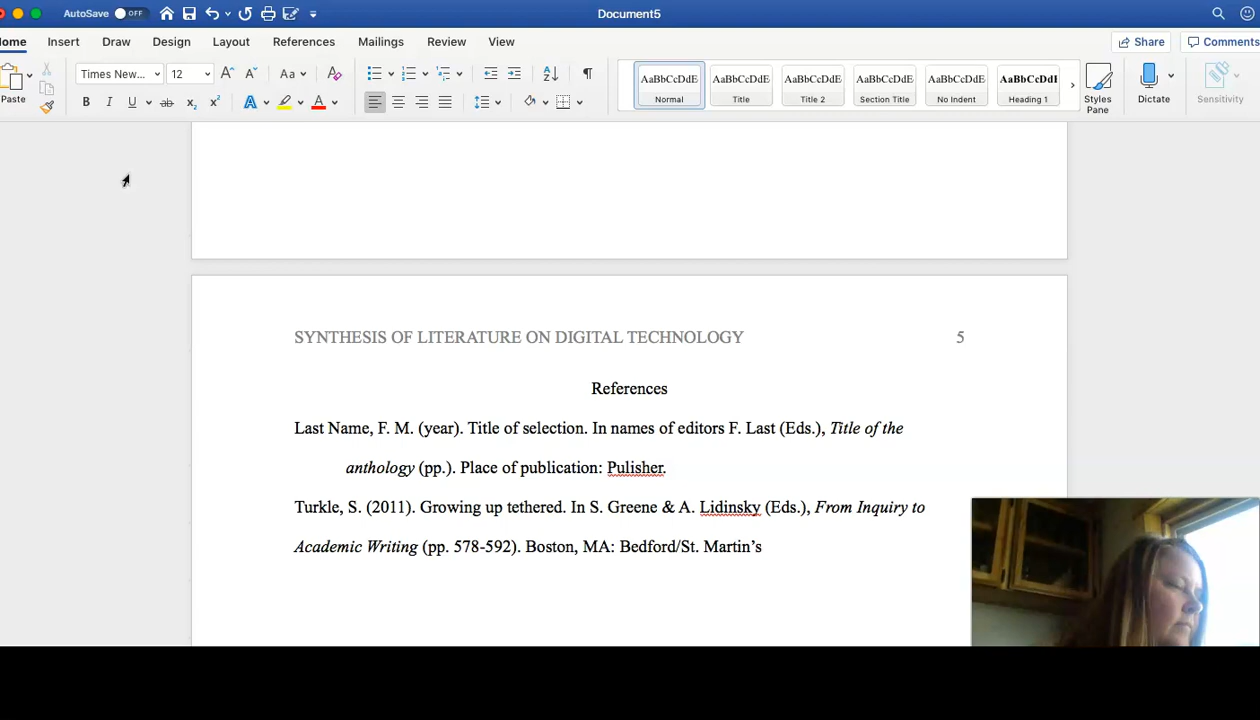 AutoSave OFF Document5
Home Insert Draw Design Layout References Mailings Review View Share Comments
Times New... 12 Aa AaBbCcDdE AaBbCcDdE AaBbCcDdE AaBbCcDdE AaBbCcDdE AaBbCcDdI
Paste B I U ab x2 x2 A A Normal Title Title 2 Section Title No Indent Heading 1 Styles Pane Dictate Sensitivity
SYNTHESIS OF LITERATURE ON DIGITAL TECHNOLOGY 5
References
Last Name, F. M. (year). Title of selection. In names of editors F. Last (Eds.), Title of the
anthology (pp.). Place of publication: Pulisher.
Turkle, S. (2011). Growing up tethered. In S. Greene & A. Lidinsky (Eds.), From Inquiry to
Academic Writing (pp. 578-592). Boston, MA: Bedford/St. Martin’s